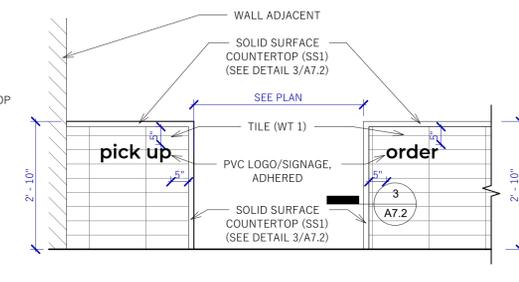 WALL ADJACENT
SOLID SURFACE
COUNTERTOP (SS1)
(SEE DETAIL 3/A7.2)
OP
SEE PLAN
TILE (WT 1)
5"
5"
pick up
order
PVC LOGO/SIGNAGE,
ADHERED
5"
5"
2' - 10"
3
A7.2
SOLID SURFACE
COUNTERTOP (SS1)
(SEE DETAIL 3/A7.2)
2' - 10"